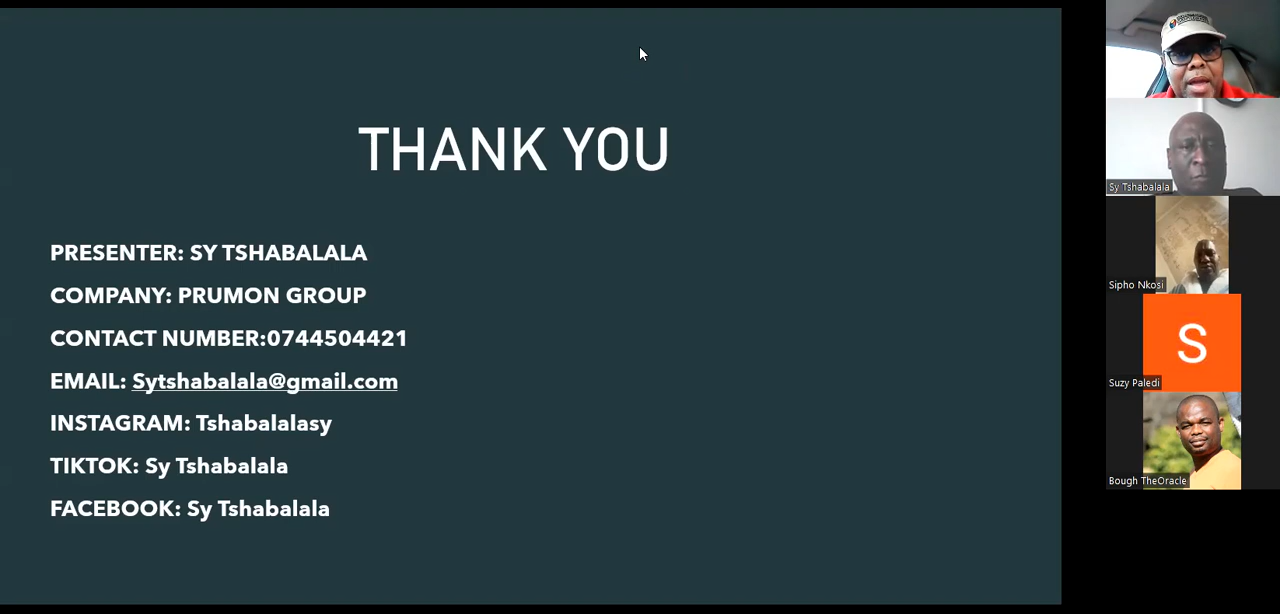 THANK YOU
PRESENTER: SY TSHABALALA
COMPANY: PRUMON GROUP
CONTACT NUMBER:0744504421
EMAIL: Sytshabalala@gmail.com
INSTAGRAM: Tshabalalasy
TIKTOK: Sy Tshabalala
FACEBOOK: Sy Tshabalala
Sy Tshabalala
Sipho Nkosi
S
Suzy Paledi
Bough TheOracle